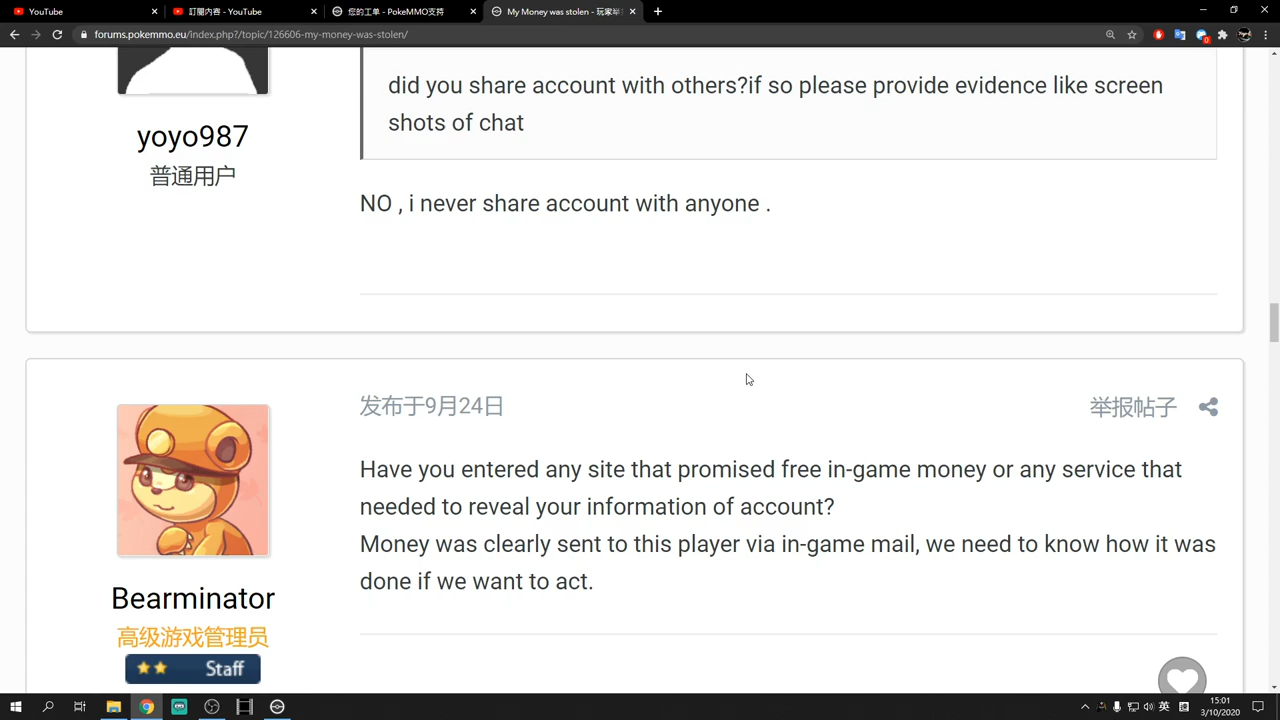 YouTube
訂閱內容 - YouTube
您的工单 - PokeMMO支持
My Money was stolen - 玩家举
forums.pokemmo.eu/index.php?/topic/126606-my-money-was-stolen/
did you share account with others?if so please provide evidence like screen
shots of chat
yoyo987
普通用户
NO , i never share account with anyone .
发布于9月24日
举报帖子
Have you entered any site that promised free in-game money or any service that
needed to reveal your information of account?
Money was clearly sent to this player via in-game mail, we need to know how it was
done if we want to act.
Bearminator
高级游戏管理员
Staff
英
15:01
3/10/2020